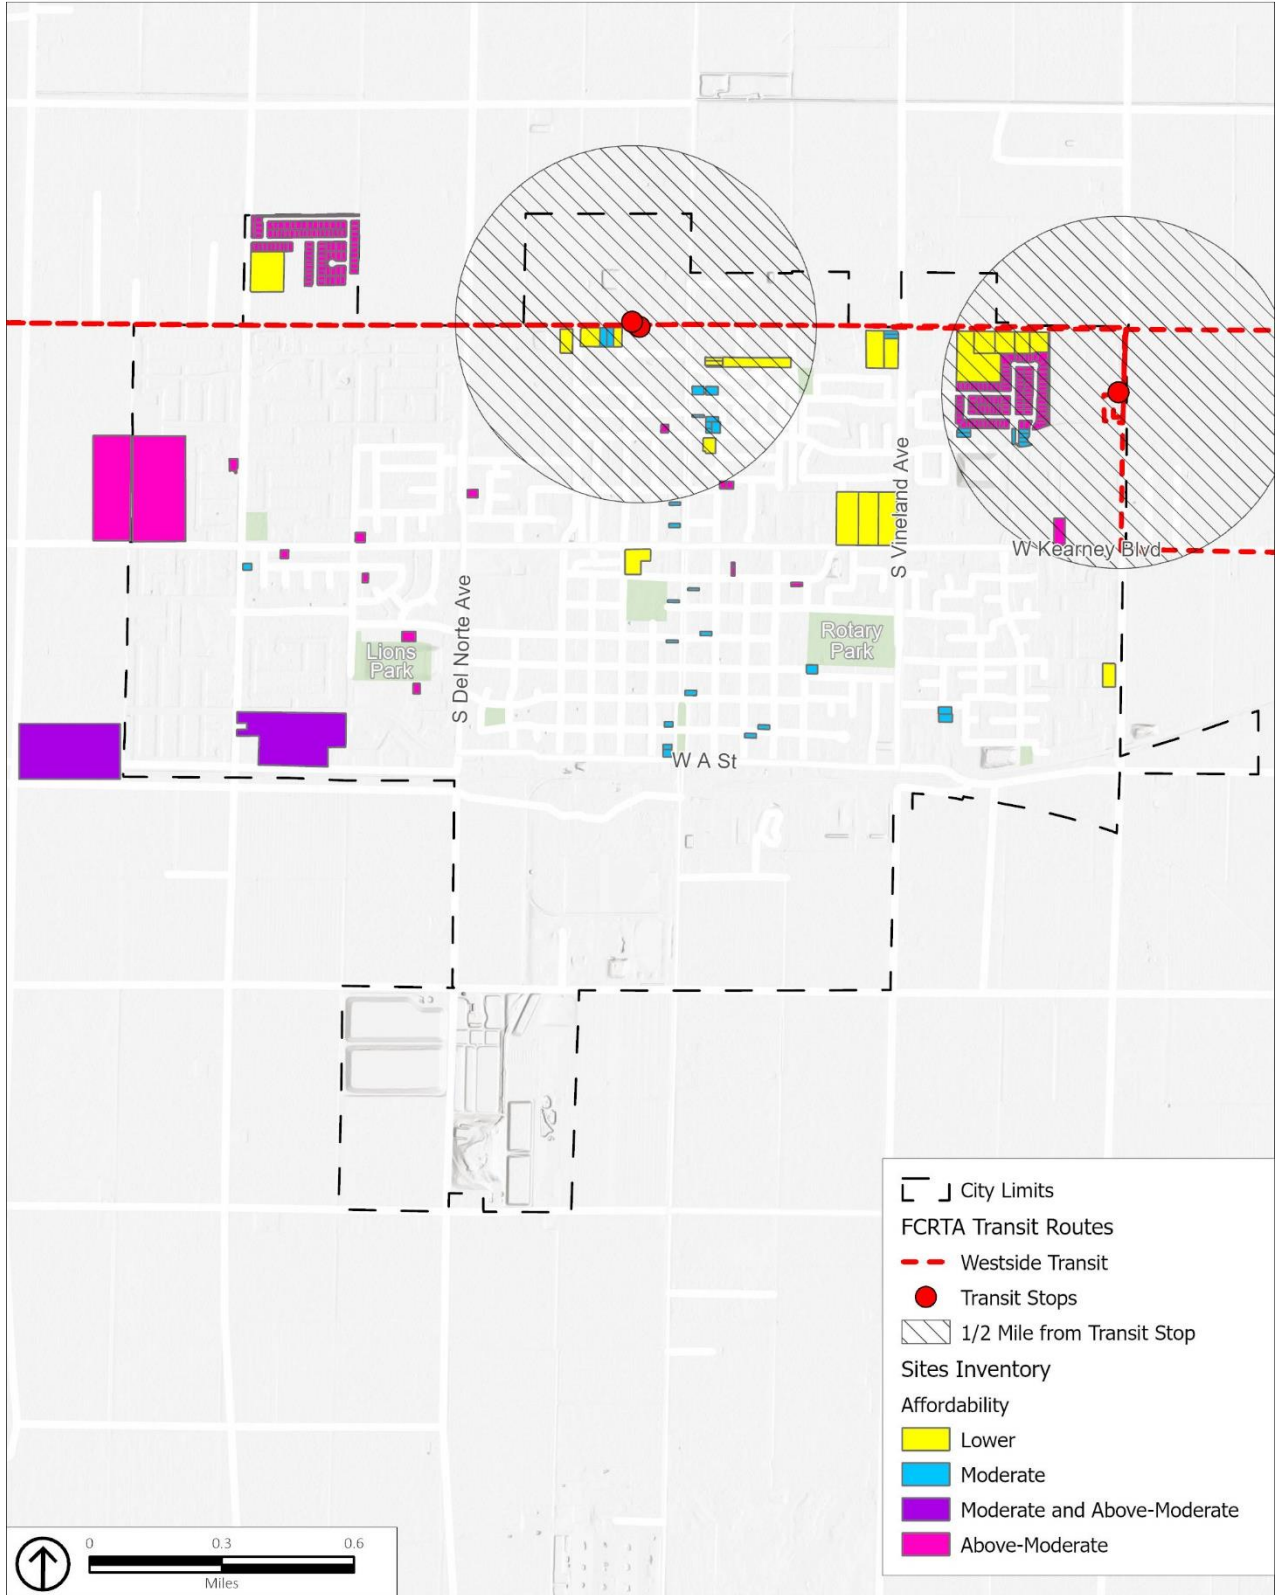 S Vineland Ave
W Kearney Blvd
S Del Norte Ave
Lions
Park
Rotary
Park
W A St
City Limits
FCRTA Transit Routes
Westside Transit
Transit Stops
1/2 Mile from Transit Stop
Sites Inventory
Affordability
Lower
Moderate
Moderate and Above-Moderate
Above-Moderate
0 0.3 0.6
Miles